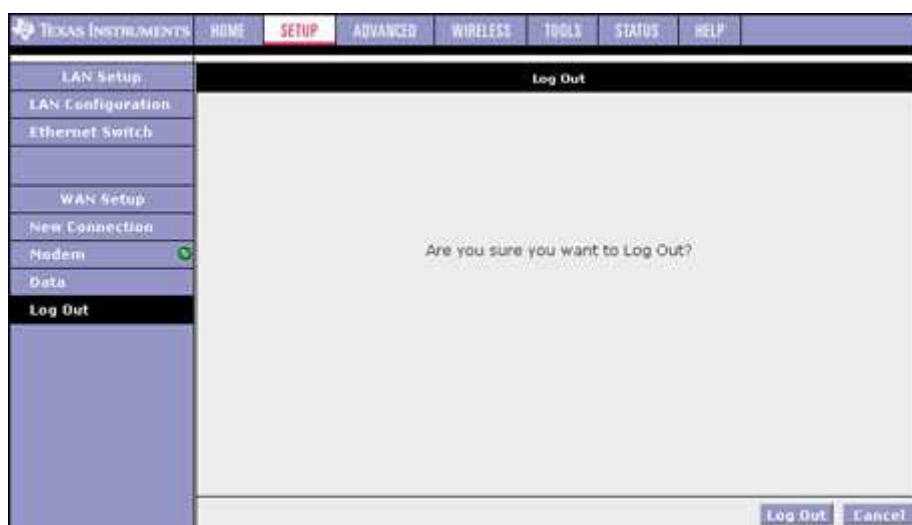 TEXAS INSTRUMENTS HOME SETUP ADVANCED WIRELESS TOOLS STATUS HELP
LAN Setup
LAN Configuration
Ethernet Switch
WAN Setup
New Connection
Modem
Data
Log Out
Log Out
Are you sure you want to Log Out?
Log Out Cancel